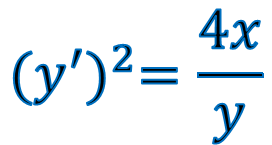 (y′)² = 4x/y